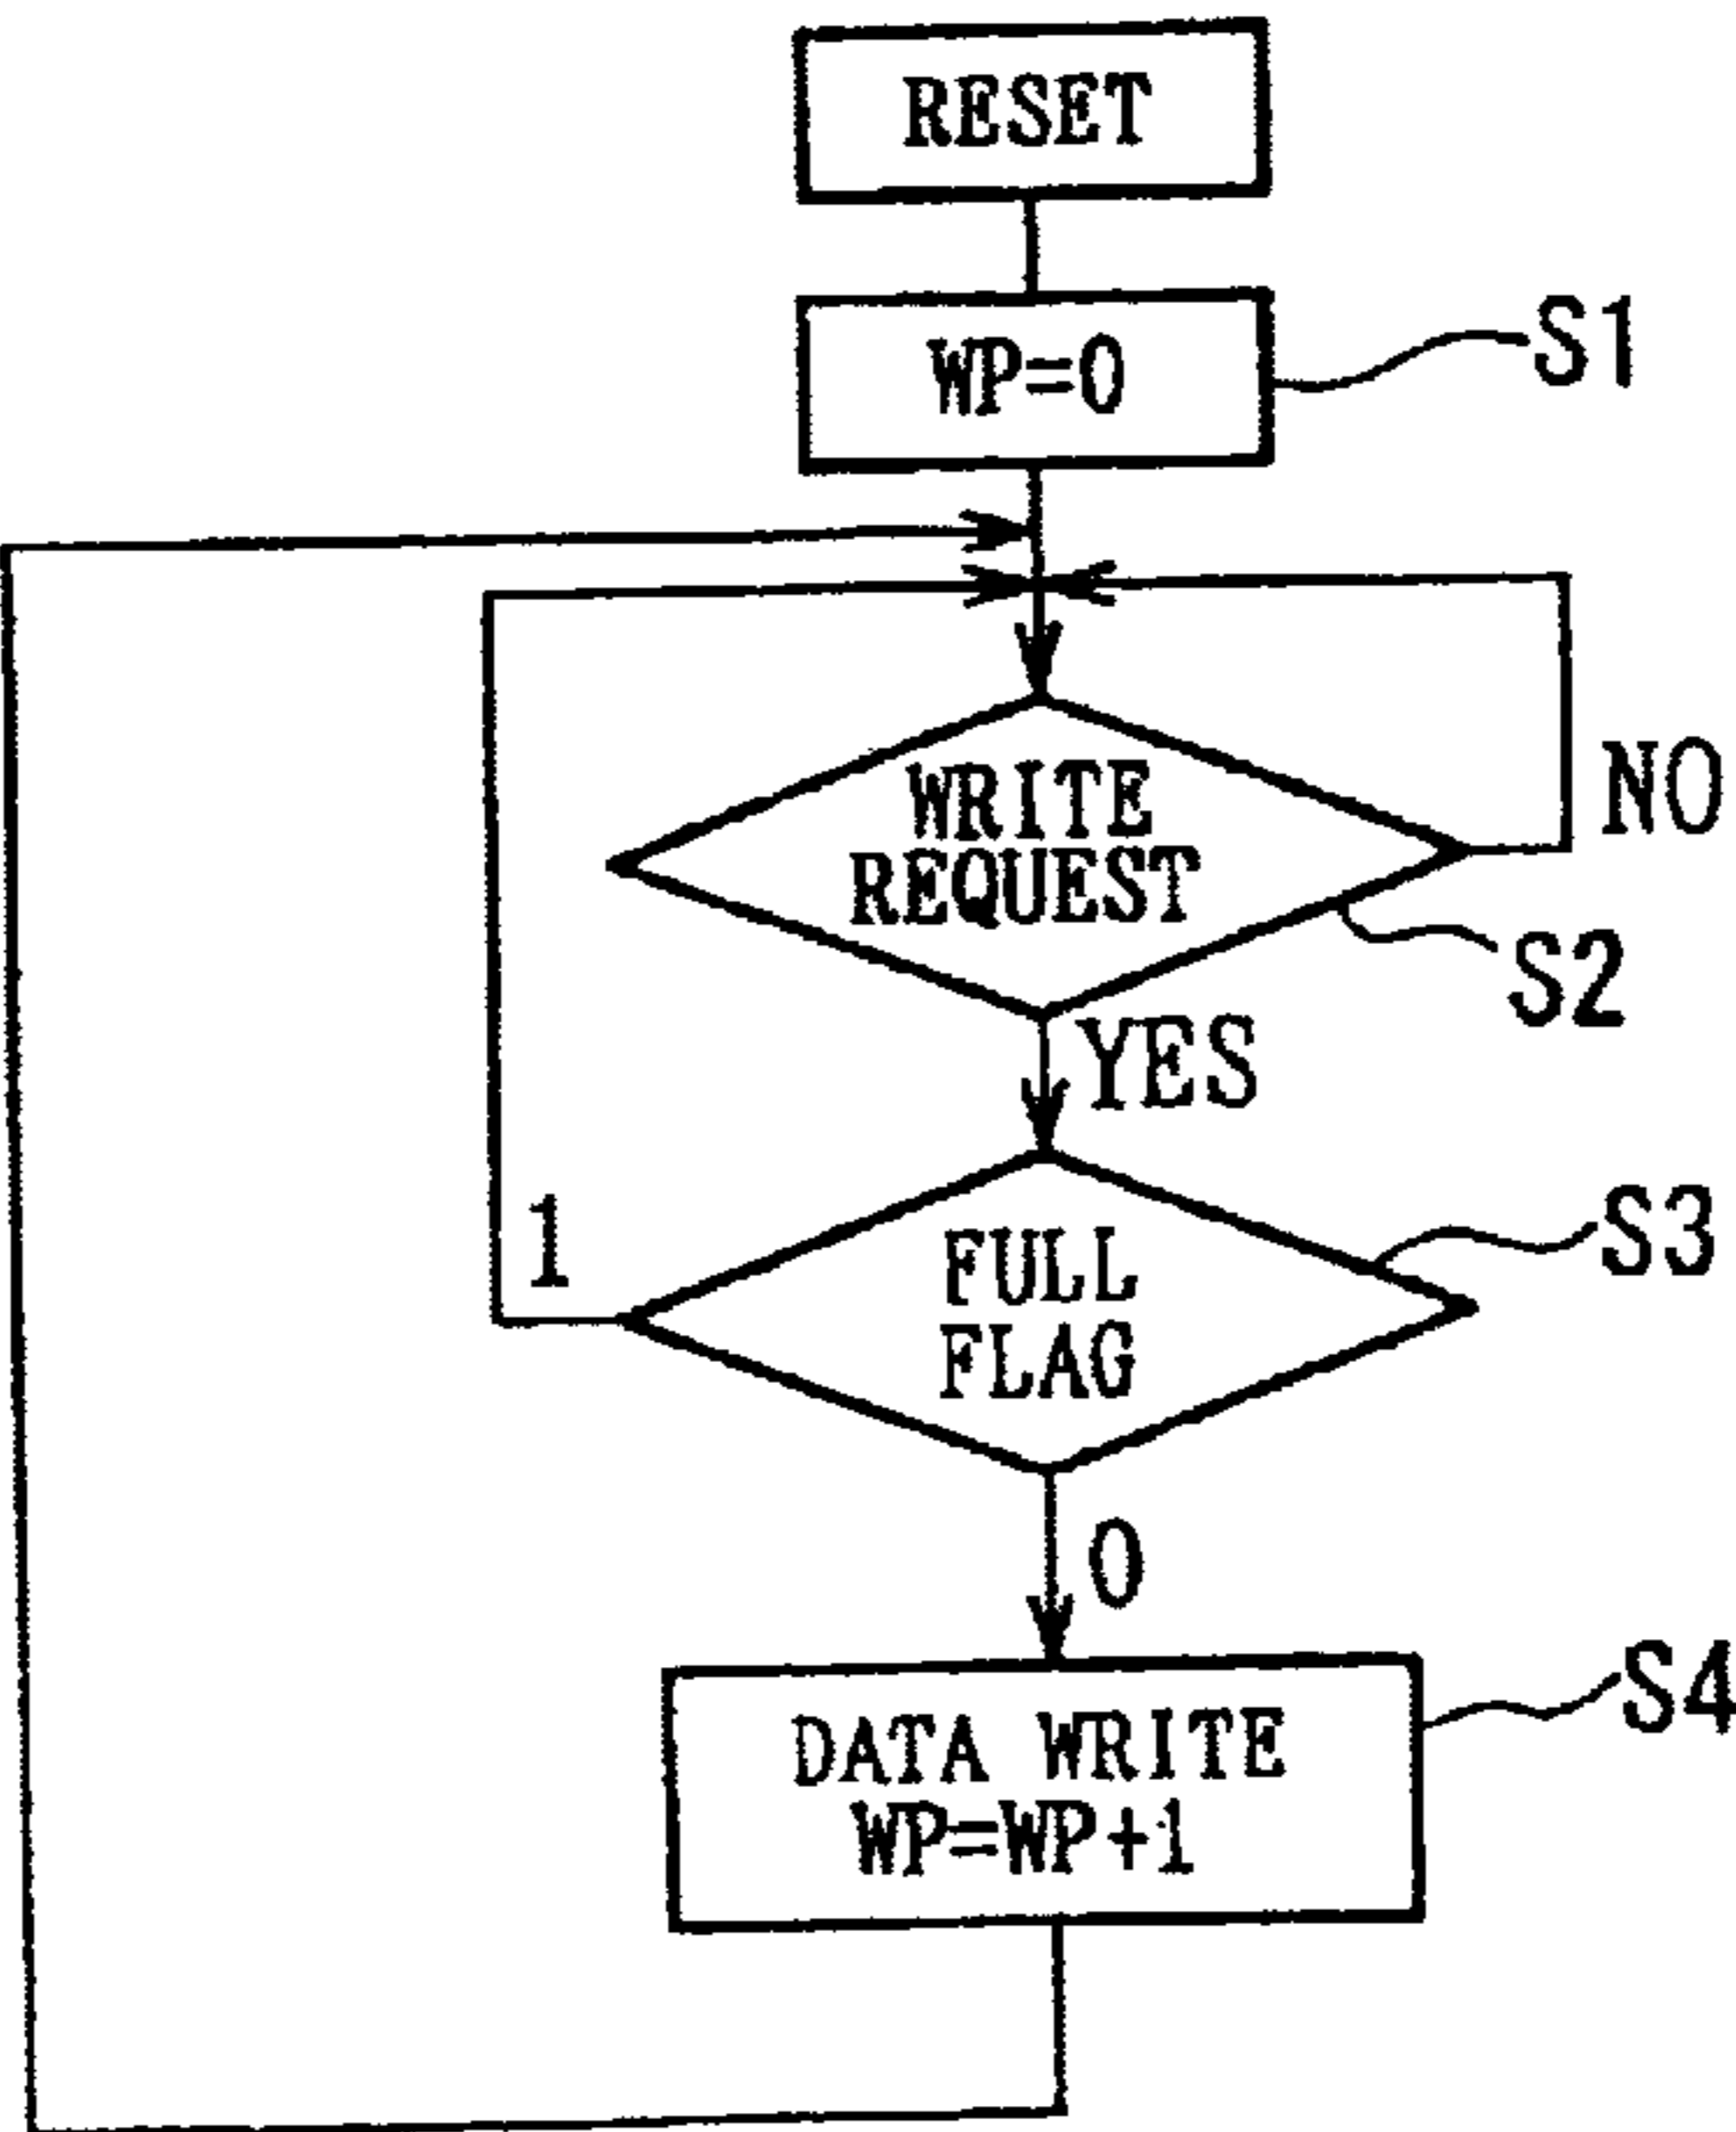 RESET
WP=0
S1
WRITE
REQUEST
NO
S2
YES
FULL
FLAG
S3
1
0
DATA WRITE
WP=WP+1
S4